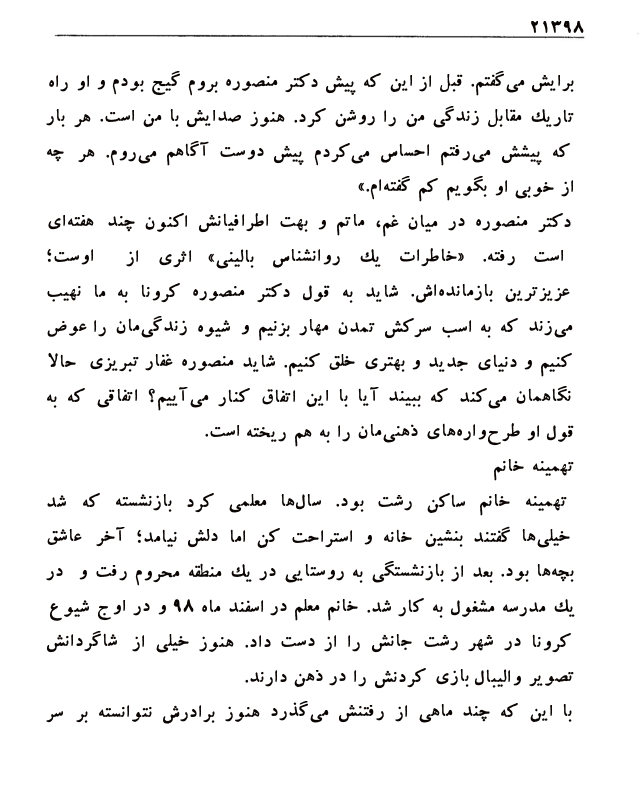 ۲۱۳۹۸
برایش می‌گفتم. قبل از این که پیش دکتر منصوره بروم گیج بودم و او راه
تاریك مقابل زندگی من را روشن کرد. هنوز صدایش با من است. هر بار
که پیشش می‌رفتم احساس می‌کردم پیش دوست آگاهم می‌روم. هر چه
از خوبی او بگویم کم گفته‌ام.»
دکتر منصوره در میان غم، ماتم و بهت اطرافیانش اکنون چند هفته‌ای
است رفته. «خاطرات یك روانشناس بالینی» اثری از اوست؛
عزیزترین بازمانده‌اش. شاید به قول دکتر منصوره کرونا به ما نهیب
می‌زند که به اسب سرکش تمدن مهار بزنیم و شیوه زندگی‌مان را عوض
کنیم و دنیای جدید و بهتری خلق کنیم. شاید منصوره غفار تبریزی حالا
نگاهمان می‌کند که ببیند آیا با این اتفاق کنار می‌آییم؟ اتفاقی که به
قول او طرح‌واره‌های ذهنی‌مان را به هم ریخته است.
تهمینه خانم
تهمینه خانم ساکن رشت بود. سال‌ها معلمی کرد بازنشسته که شد
خیلی‌ها گفتند بنشین خانه و استراحت کن اما دلش نیامد؛ آخر عاشق
بچه‌ها بود. بعد از بازنشستگی به روستایی در یك منطقه محروم رفت و در
یك مدرسه مشغول به کار شد. خانم معلم در اسفند ماه ۹۸ و در اوج شیوع
کرونا در شهر رشت جانش را از دست داد. هنوز خیلی از شاگردانش
تصویر والیبال بازی کردنش را در ذهن دارند.
با این که چند ماهی از رفتنش می‌گذرد هنوز برادرش نتوانسته بر سر